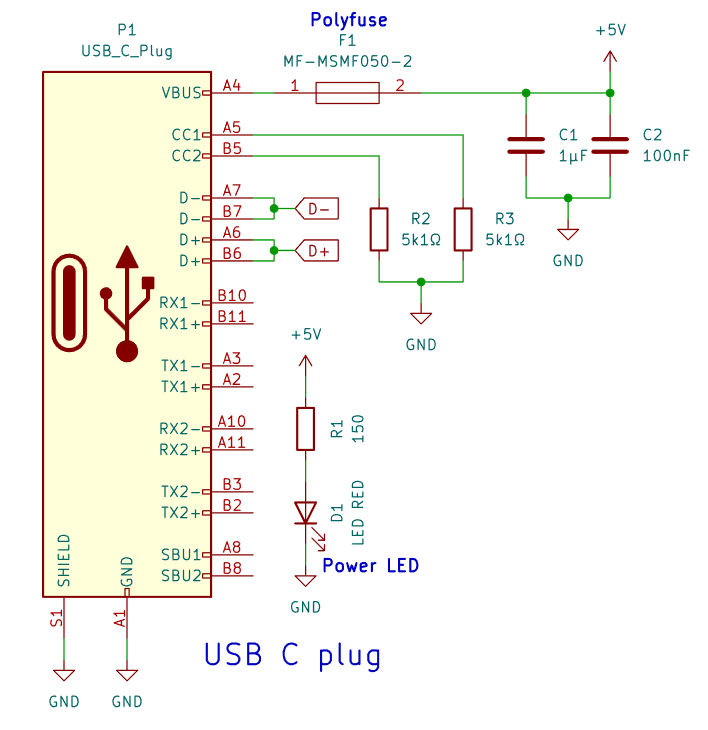 Polyfuse
P1
USB_C_Plug
F1
MF-MSMF050-2
+5V
VBUS
A4
1
2
CC1
A5
CC2
B5
C1
1µF
C2
100nF
D-
A7
D-
B7
D-
D+
A6
D+
B6
D+
R2
5k1Ω
R3
5k1Ω
GND
RX1-
B10
RX1+
B11
GND
+5V
TX1-
A3
TX1+
A2
RX2-
A10
RX2+
A11
R1
150
TX2-
B3
TX2+
B2
D1
LED RED
SBU1
A8
SBU2
B8
Power LED
SHIELD
GND
GND
S1
A1
USB C plug
GND
GND